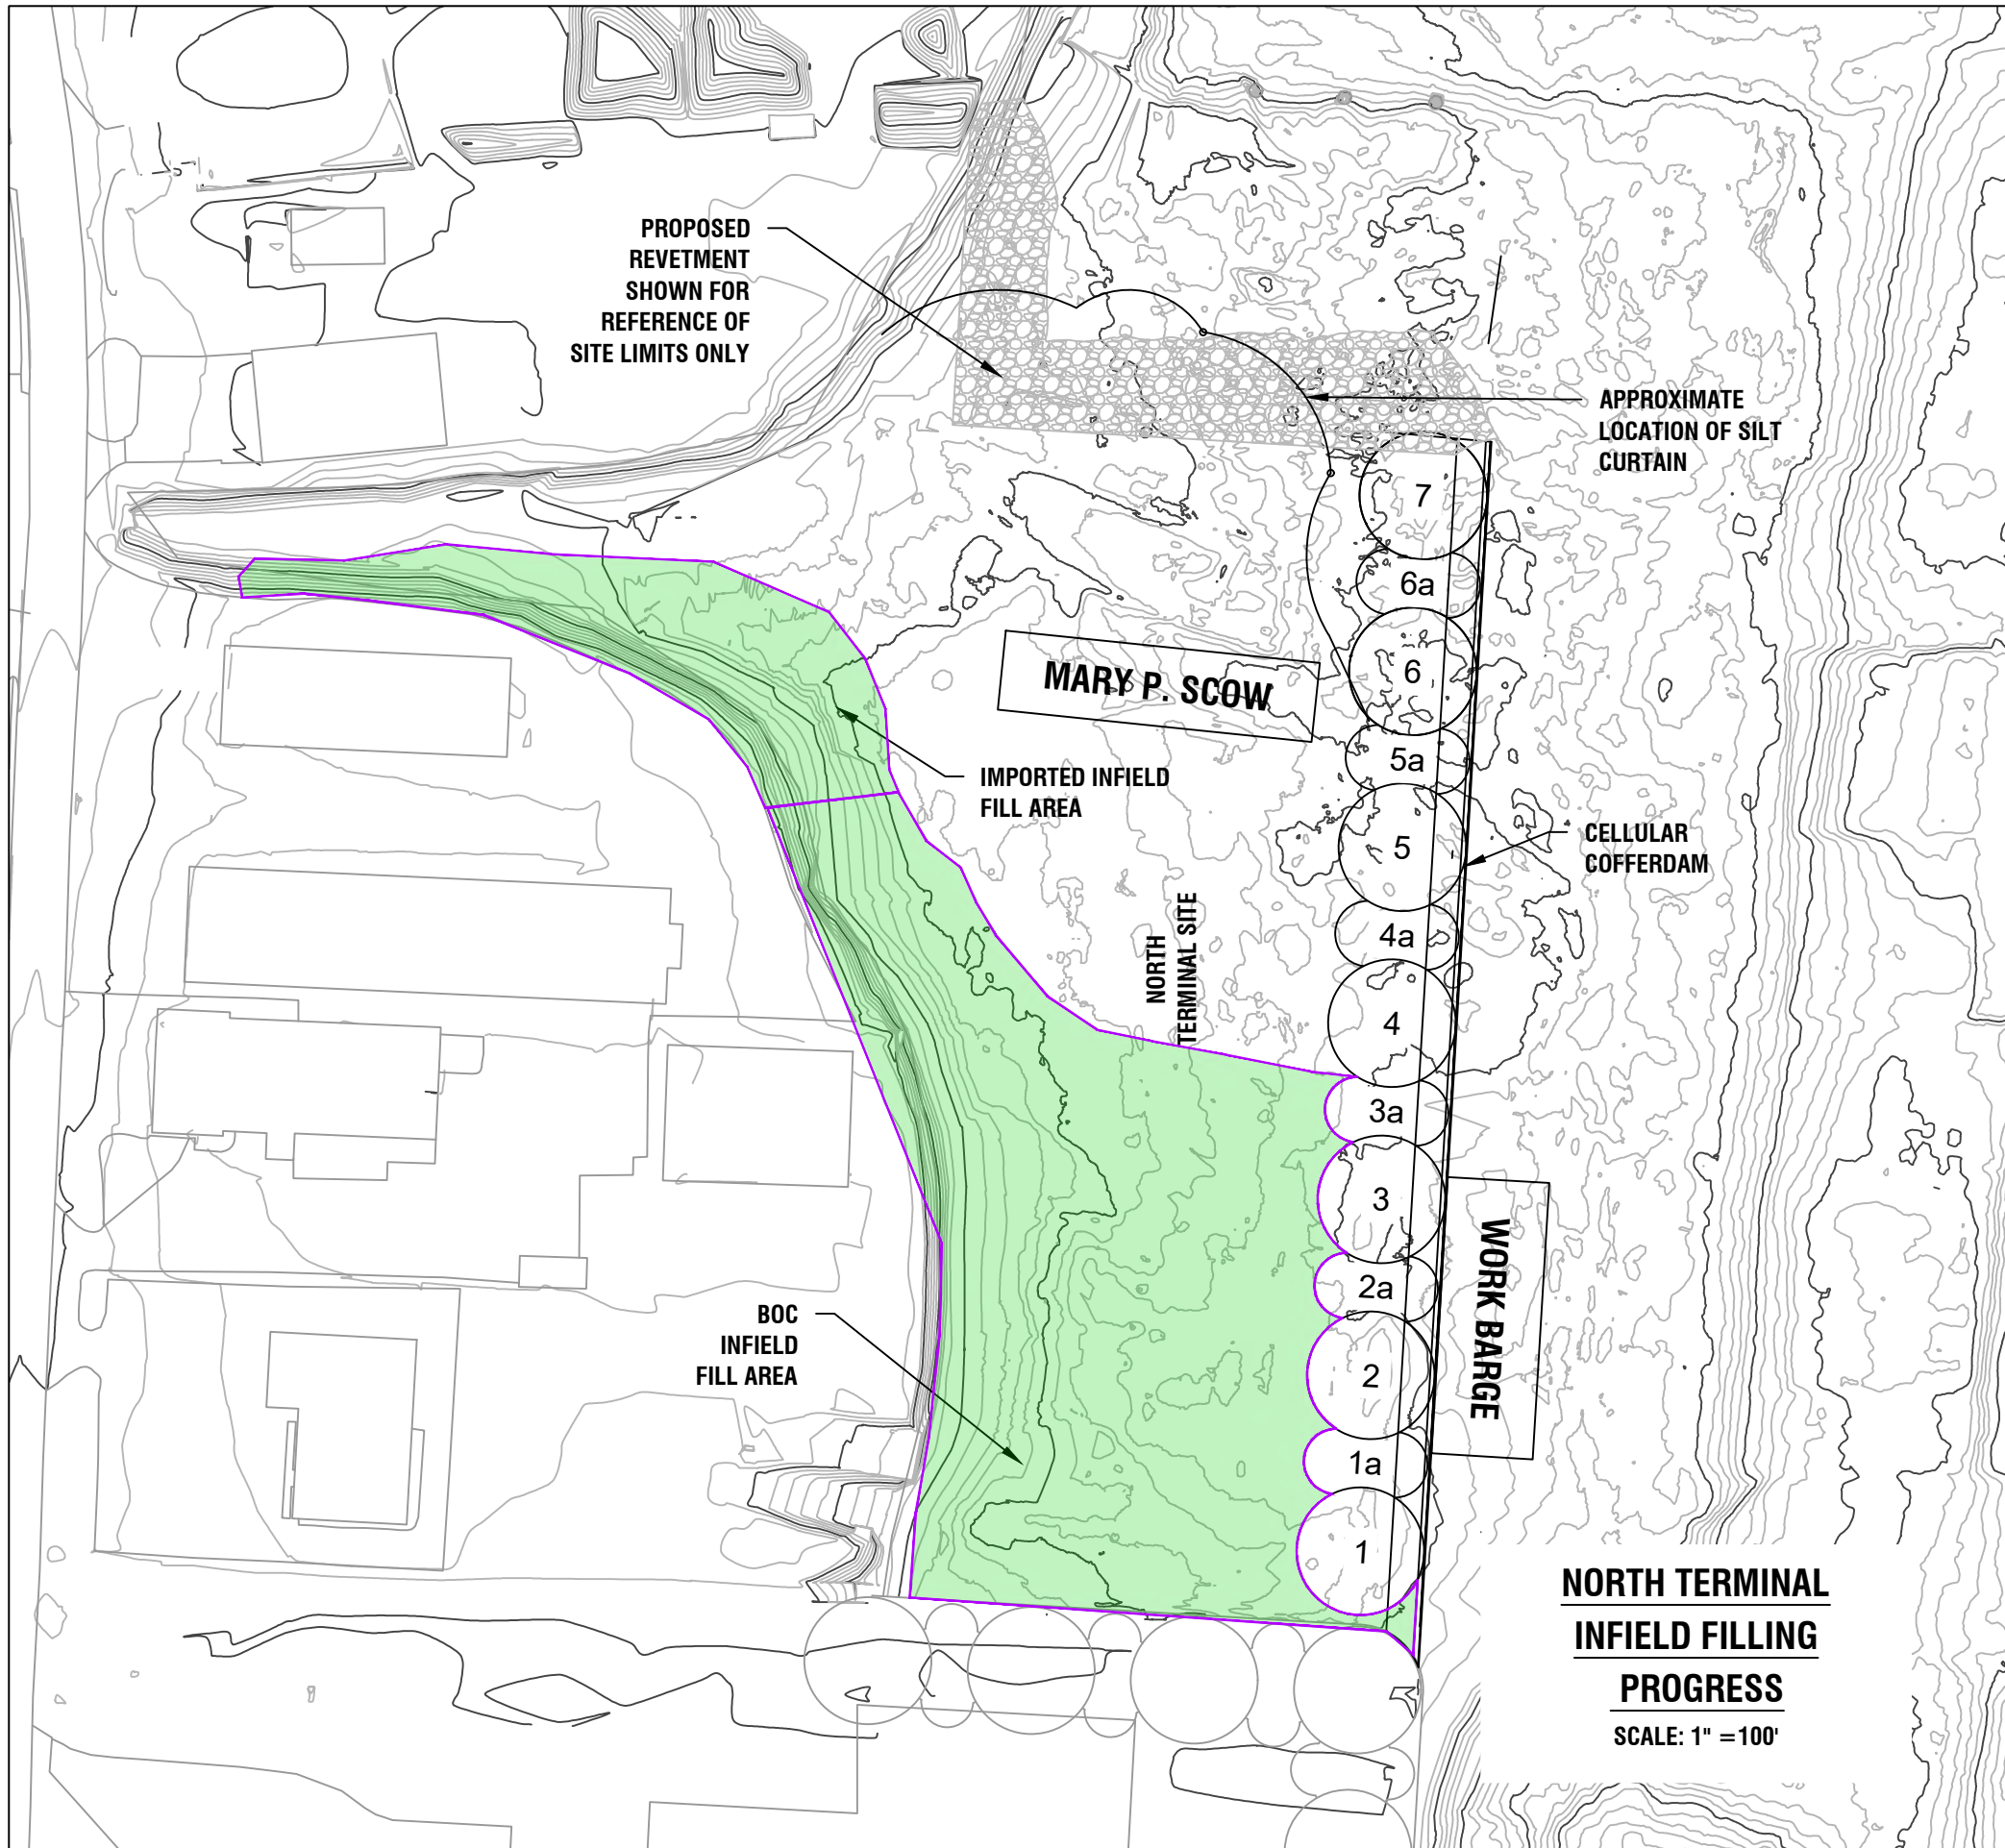 PROPOSED
REVETMENT
SHOWN FOR
REFERENCE OF
SITE LIMITS ONLY
APPROXIMATE
LOCATION OF SILT
CURTAIN
7
6a
6
MARY P. SCOW
5a
IMPORTED INFIELD
FILL AREA
5
CELLULAR
COFFERDAM
4a
NORTH
TERMINAL SITE
4
3a
3
WORK BARGE
2a
BOC
INFIELD
FILL AREA
2
1a
1
NORTH TERMINAL
INFIELD FILLING
PROGRESS
SCALE: 1" =100'